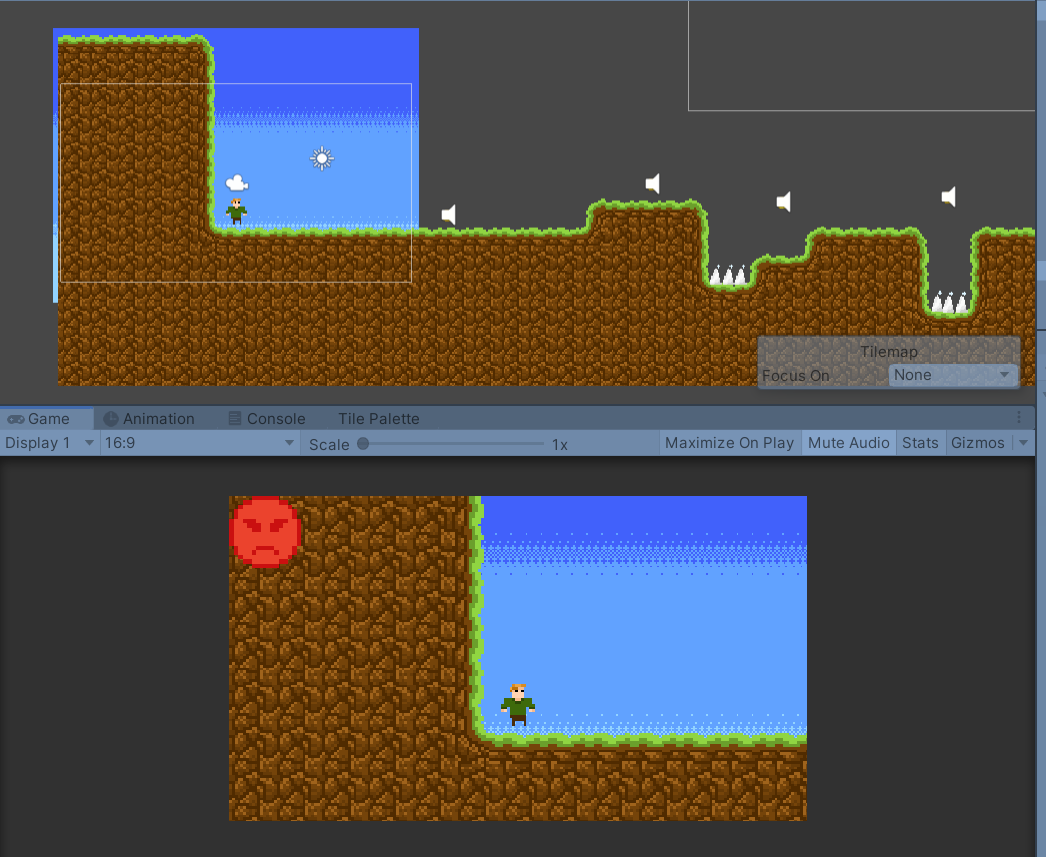 Tilemap
Focus On None
Game Animation Console Tile Palette
Display 1 16:9 Scale 1x Maximize On Play Mute Audio Stats Gizmos